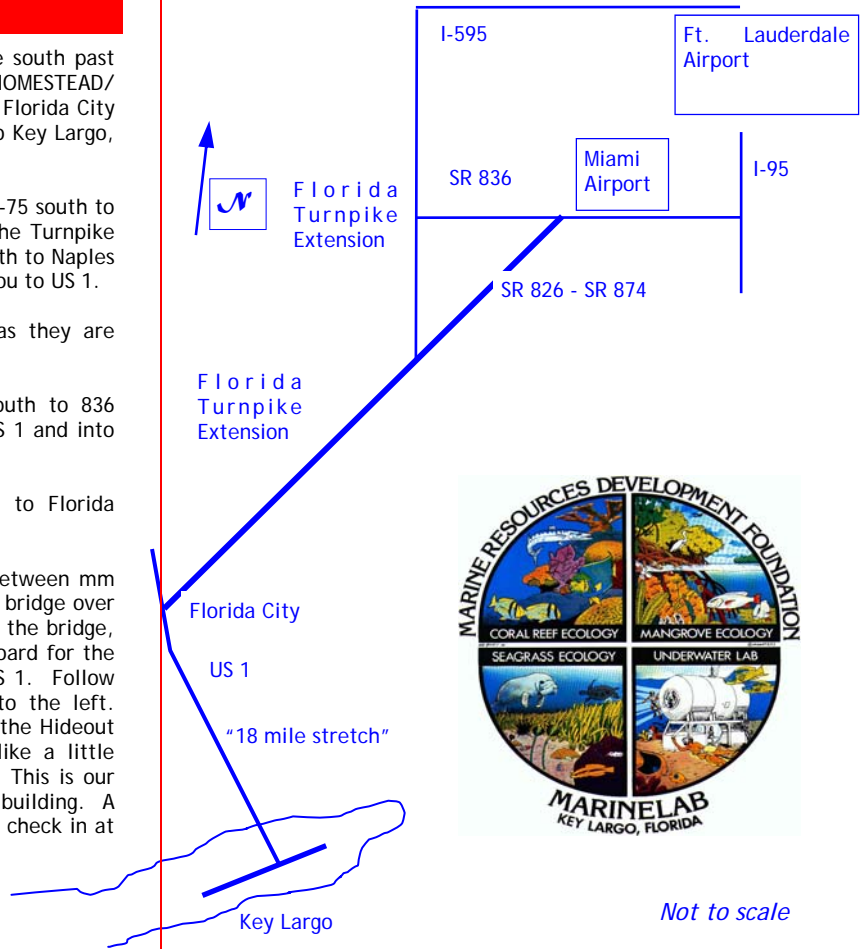 e south past
HOMESTEAD/
Florida City
o Key Largo,
-75 south to
he Turnpike
th to Naples
ou to US 1.
as they are
outh to 836
S 1 and into
to Florida
etween mm
bridge over
the bridge,
oard for the
S 1. Follow
to the left.
the Hideout
like a little
This is our
building. A
check in at
I-595
Ft. Lauderdale
Airport
Miami
Airport
I-95
SR 836
N
Florida
Turnpike
Extension
SR 826 - SR 874
Florida
Turnpike
Extension
Florida City
US 1
"18 mile stretch"
Key Largo
MARINE RESOURCES DEVELOPMENT FOUNDATION
CORAL REEF ECOLOGY
MANGROVE ECOLOGY
SEAGRASS ECOLOGY
UNDERWATER LAB
MARINELAB
KEY LARGO, FLORIDA
Not to scale